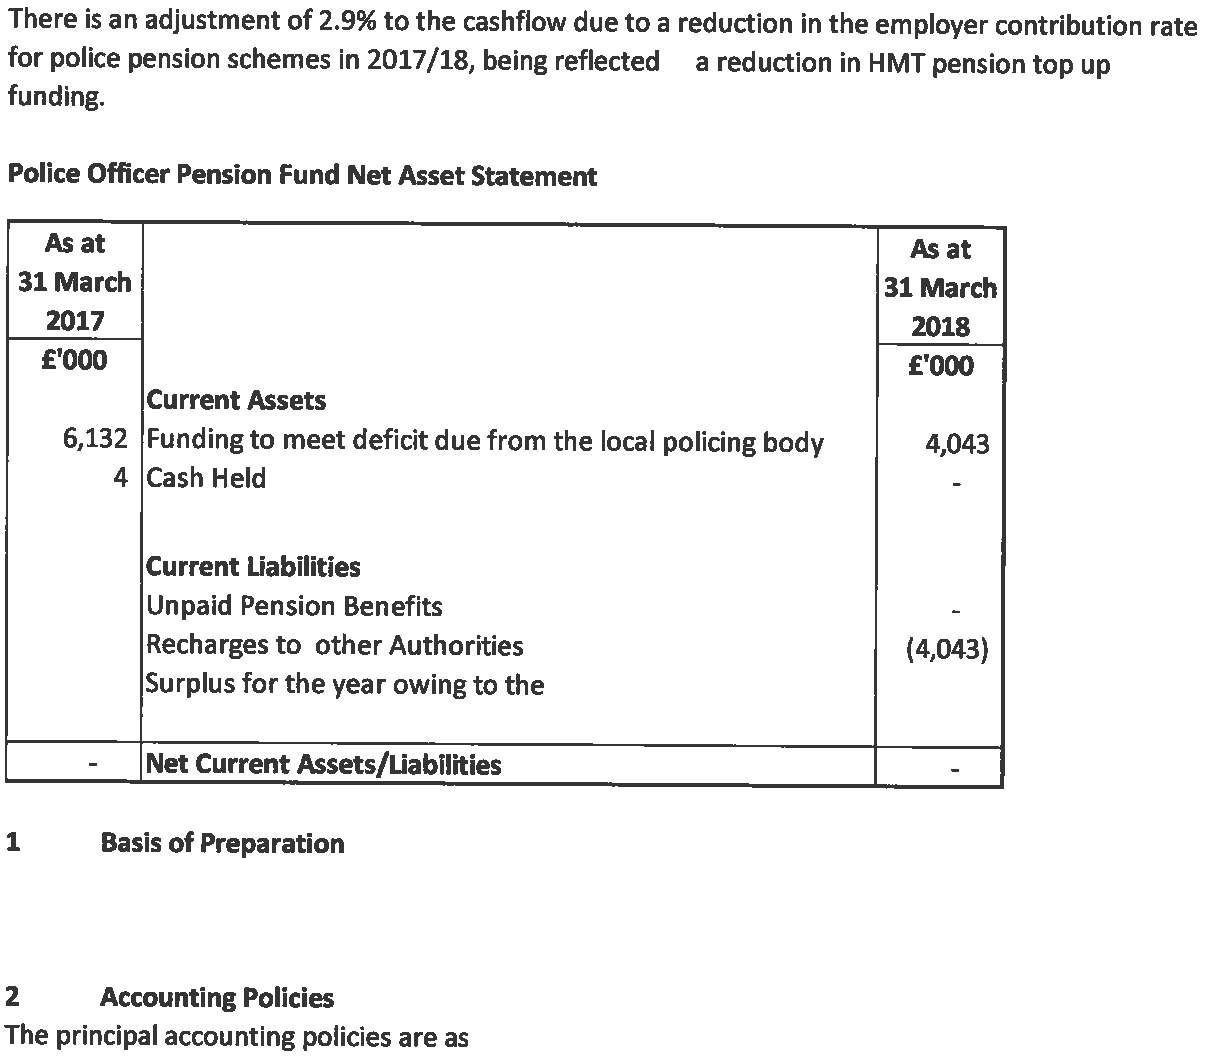 There is an adjustment of 2.9% to the cashflow due to a reduction in the employer contribution rate
for police pension schemes in 2017/18, being reflected a reduction in HMT pension top up
funding.
Police Officer Pension Fund Net Asset Statement
As at
31 March
2017
As at
31 March
2018
£'000
£'000
Current Assets
6,132 Funding to meet deficit due from the local policing body 4,043
4 Cash Held -
Current Liabilities
Unpaid Pension Benefits -
Recharges to other Authorities (4,043)
Surplus for the year owing to the
- Net Current Assets/Liabilities -
1 Basis of Preparation
2 Accounting Policies
The principal accounting policies are as